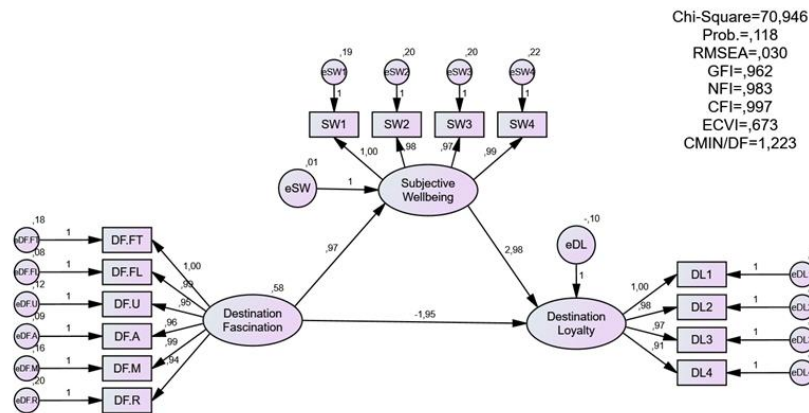 Chi-Square=70,946
Prob.=,118
RMSEA=,030
GFI=,962
NFI=,983
CFI=,997
ECVI=,673
CMIN/DF=1,223
,19 ,20 ,20 ,22
eSW1 eSW2 eSW3 eSW4
1 1 1 1
SW1 SW2 SW3 SW4
1,00 ,98 ,97 ,99
,01
eSW 1
Subjective
Wellbeing
-,10
eDL
1
,97
2,98
-1,95
,58
Destination
Fascination
Destination
Loyalty
,18
eDF.FT 1 DF.FT 1,00
,08
eDF.FL 1 DF.FL ,99
,12
eDF.U 1 DF.U ,95
,09
eDF.A 1 DF.A ,96
,16
eDF.M 1 DF.M ,99
,20
eDF.R 1 DF.R ,94
1,00 DL1 1
,98 DL2 1
,97 DL3 1
,91 DL4 1